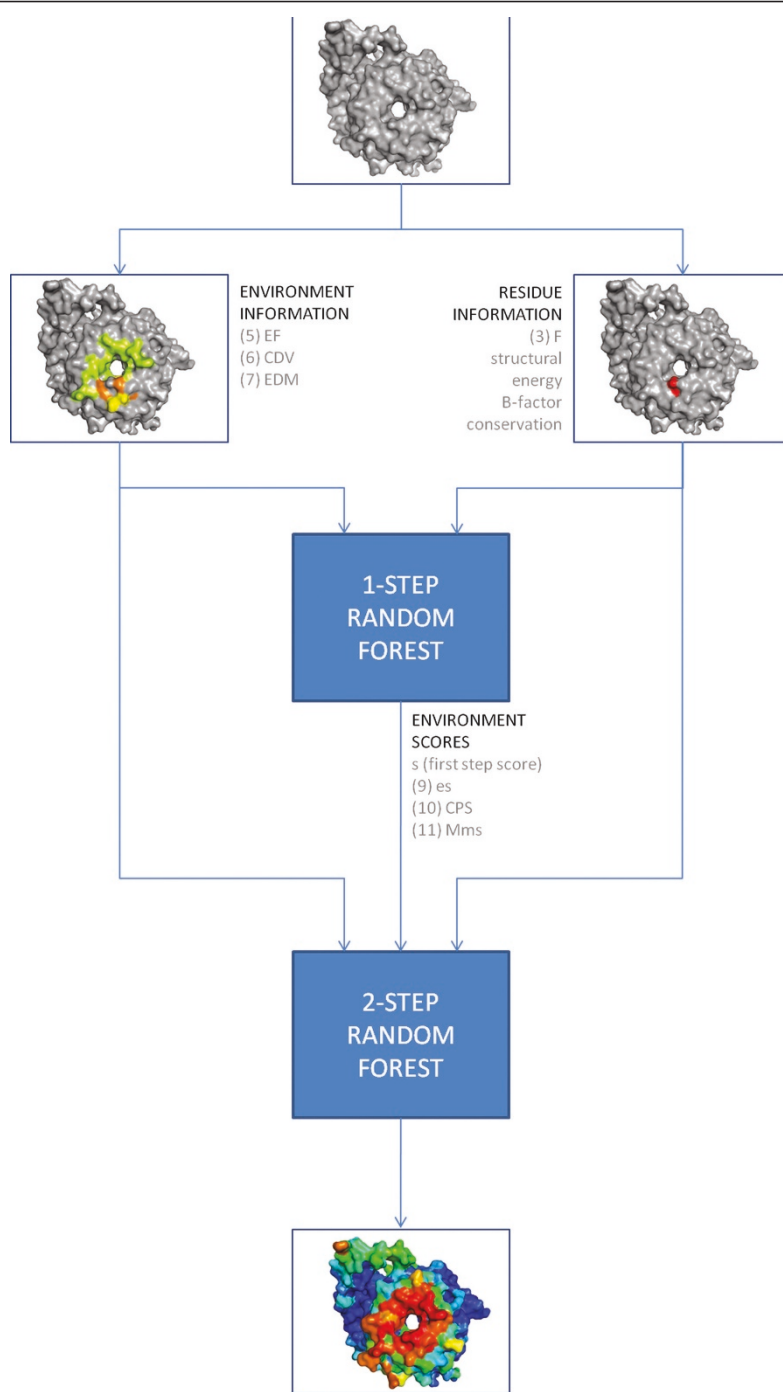 ENVIRONMENT
INFORMATION
(5) EF
(6) CDV
(7) EDM
RESIDUE
INFORMATION
(3) F
structural
energy
B-factor
conservation
1-STEP
RANDOM
FOREST
ENVIRONMENT
SCORES
s (first step score)
(9) es
(10) CPS
(11) Mms
2-STEP
RANDOM
FOREST